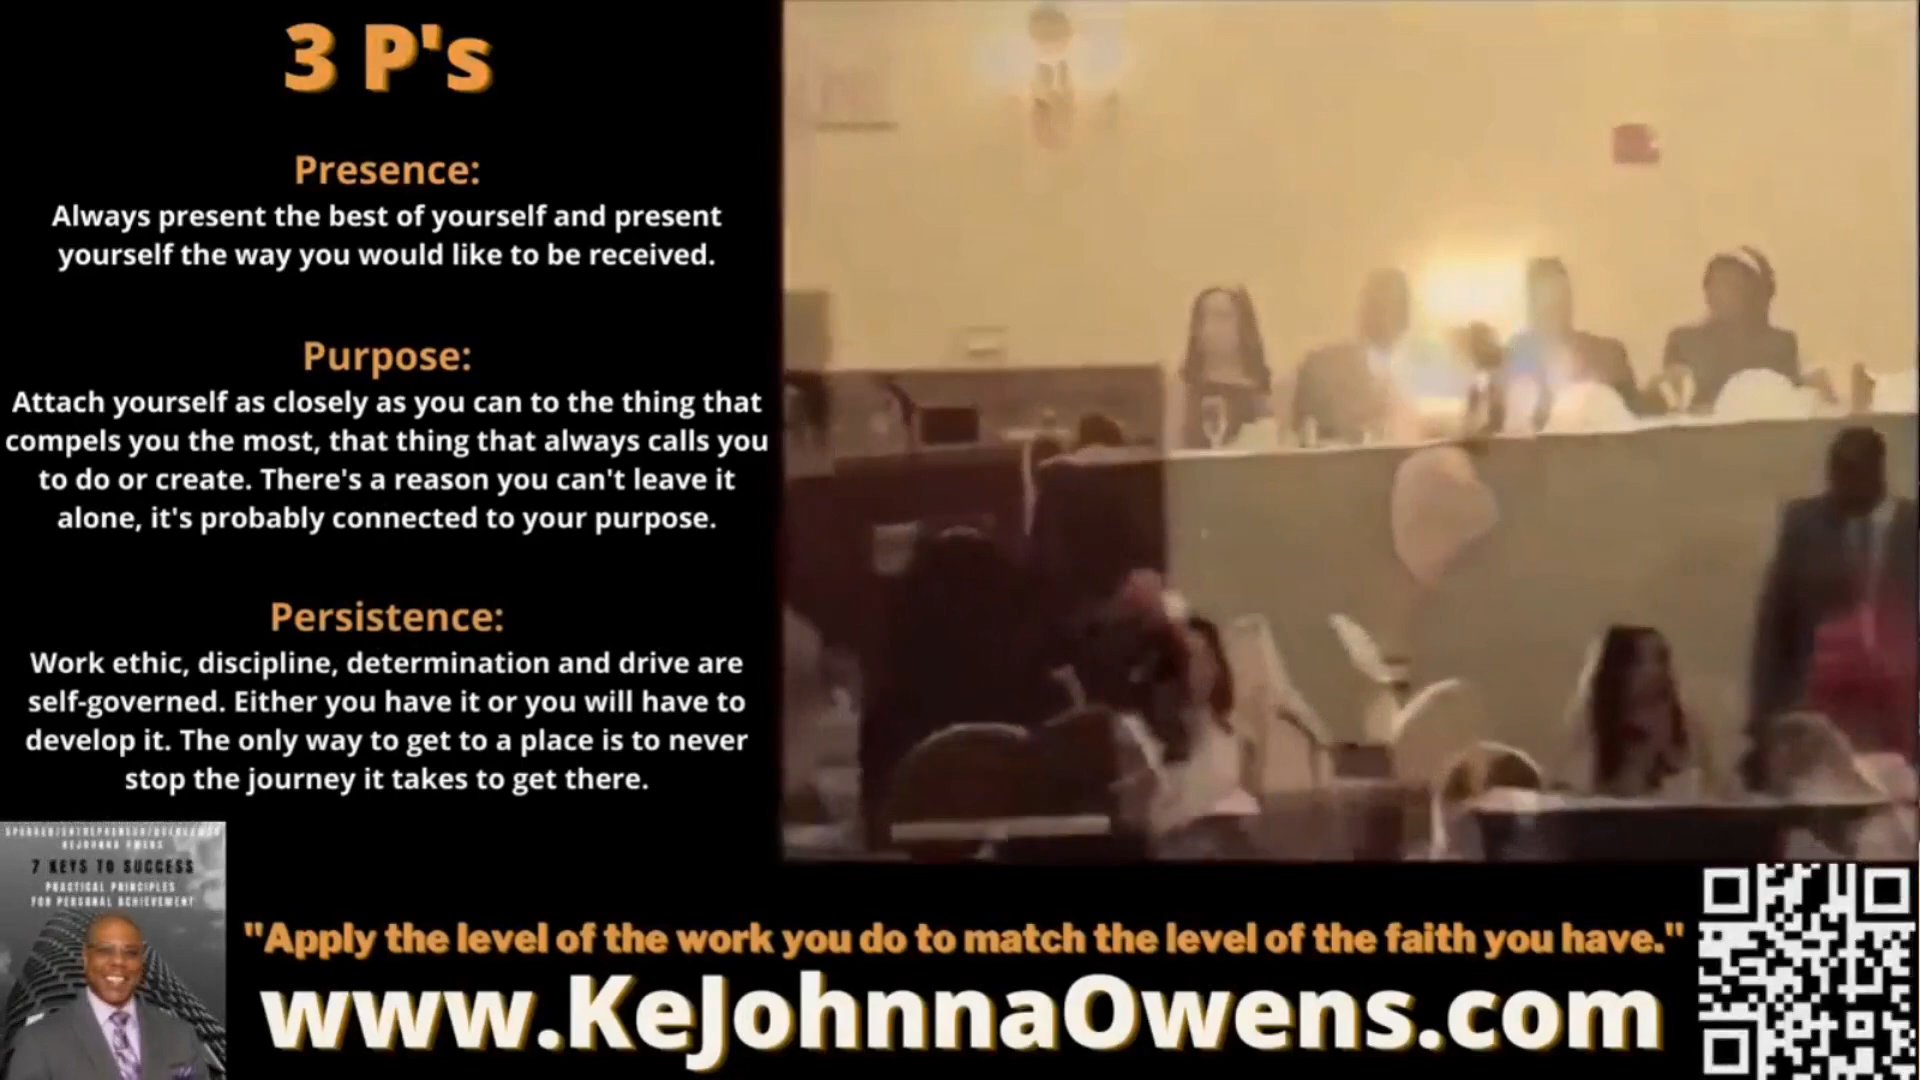 3 P's
Presence:
Always present the best of yourself and present
yourself the way you would like to be received.
Purpose:
Attach yourself as closely as you can to the thing that
compels you the most, that thing that always calls you
to do or create. There's a reason you can't leave it
alone, it's probably connected to your purpose.
Persistence:
Work ethic, discipline, determination and drive are
self-governed. Either you have it or you will have to
develop it. The only way to get to a place is to never
stop the journey it takes to get there.
KEJOHNNA OWENS
7 KEYS TO SUCCESS
PRACTICAL PRINCIPLES
FOR PERSONAL ACHIEVEMENT
"Apply the level of the work you do to match the level of the faith you have."
www.KeJohnnaOwens.com